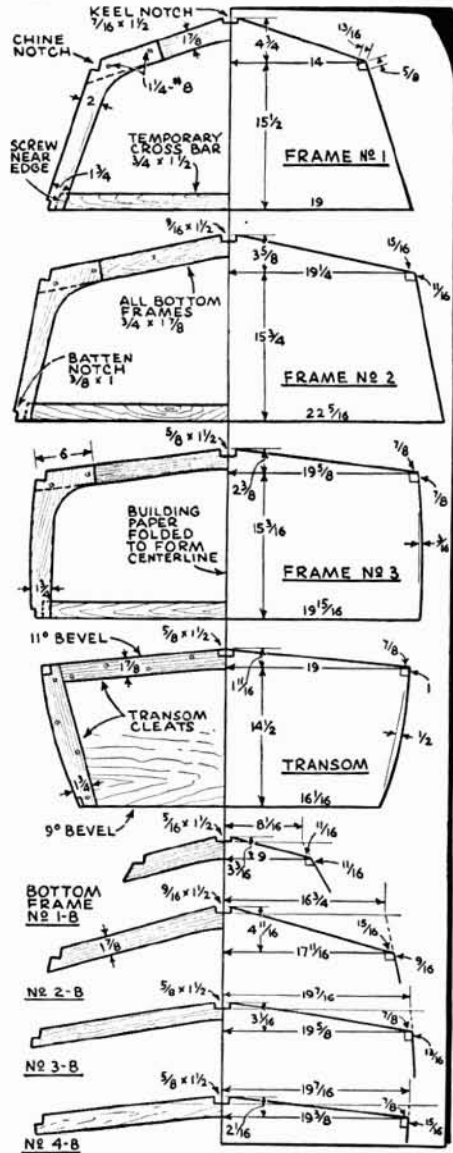 KEEL NOTCH
7/16 x 1 1/2
CHINE
NOTCH
1 7/8
1 1/4-#8
2
SCREW
NEAR
EDGE
1 3/4
TEMPORARY
CROSS BAR
3/4 x 1 1/2
4 3/4
13/16
5/8
14
15 1/2
FRAME Nº 1
19
9/16 x 1 1/2
3 5/8
15/16
11/16
19 1/4
ALL BOTTOM
FRAMES
3/4 x 1 7/8
15 3/4
BATTEN
NOTCH
3/8 x 1
FRAME Nº 2
22 5/16
5/8 x 1 1/2
6
2 3/8
7/8
7/8
19 5/8
BUILDING
PAPER
FOLDED
TO FORM
CENTERLINE
15 3/16
3/16
1 3/4
FRAME Nº 3
19 15/16
11° BEVEL
5/8 x 1 1/2
1 7/8
1 11/16
7/8
19
1
TRANSOM
CLEATS
14 1/2
1/2
1 3/4
TRANSOM
16 1/16
9° BEVEL
5/16 x 1 1/2
8 1/16
11/16
9
11/16
3 3/16
BOTTOM
FRAME
Nº 1-B
9/16 x 1 1/2
16 3/4
1 7/8
4 11/16
15/16
17 11/16
9/16
Nº 2-B
5/8 x 1 1/2
19 7/16
3 1/16
7/8
19 5/8
13/16
Nº 3-B
5/8 x 1 1/2
19 7/16
7/8
19 3/8
15/16
2 1/16
Nº 4-B